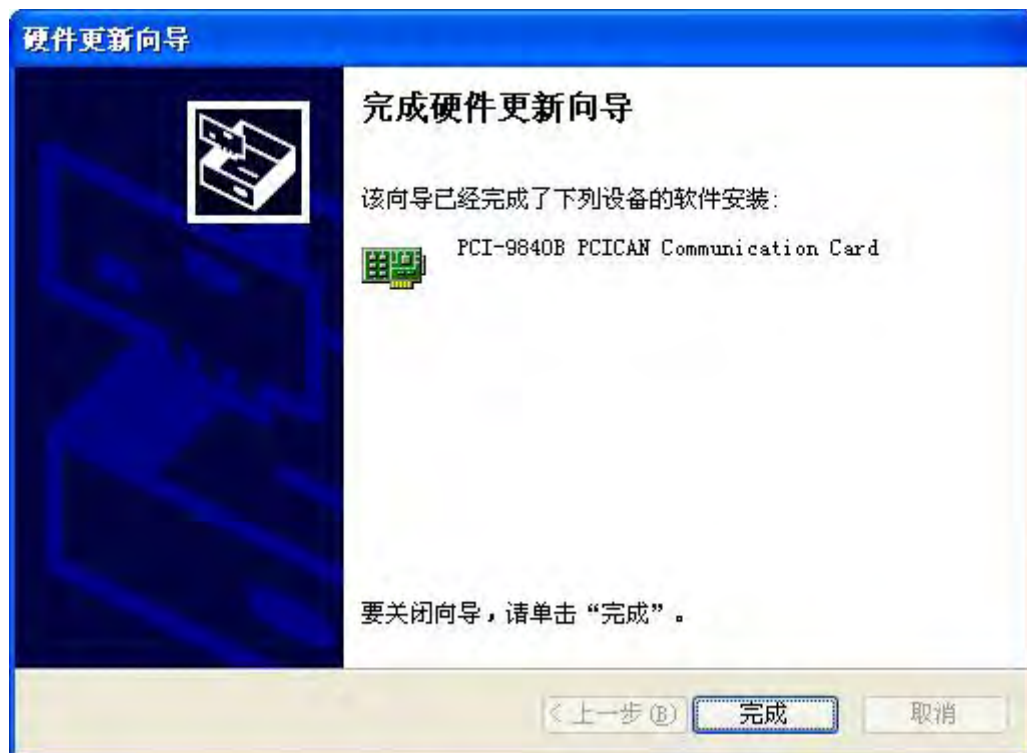 硬件更新向导
完成硬件更新向导
该向导已经完成了下列设备的软件安装:
PCI-9840B PCICAN Communication Card
要关闭向导，请单击“完成”。
<上一步(B)
完成
取消